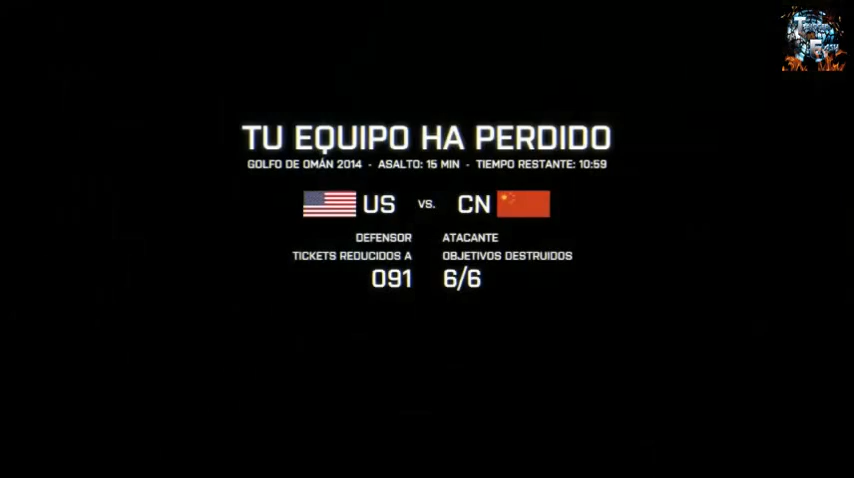 TU EQUIPO HA PERDIDO
GOLFO DE OMÁN 2014 - ASALTO: 15 MIN - TIEMPO RESTANTE: 10:59
US VS. CN
DEFENSOR ATACANTE
TICKETS REDUCIDOS A OBJETIVOS DESTRUIDOS
091 6/6